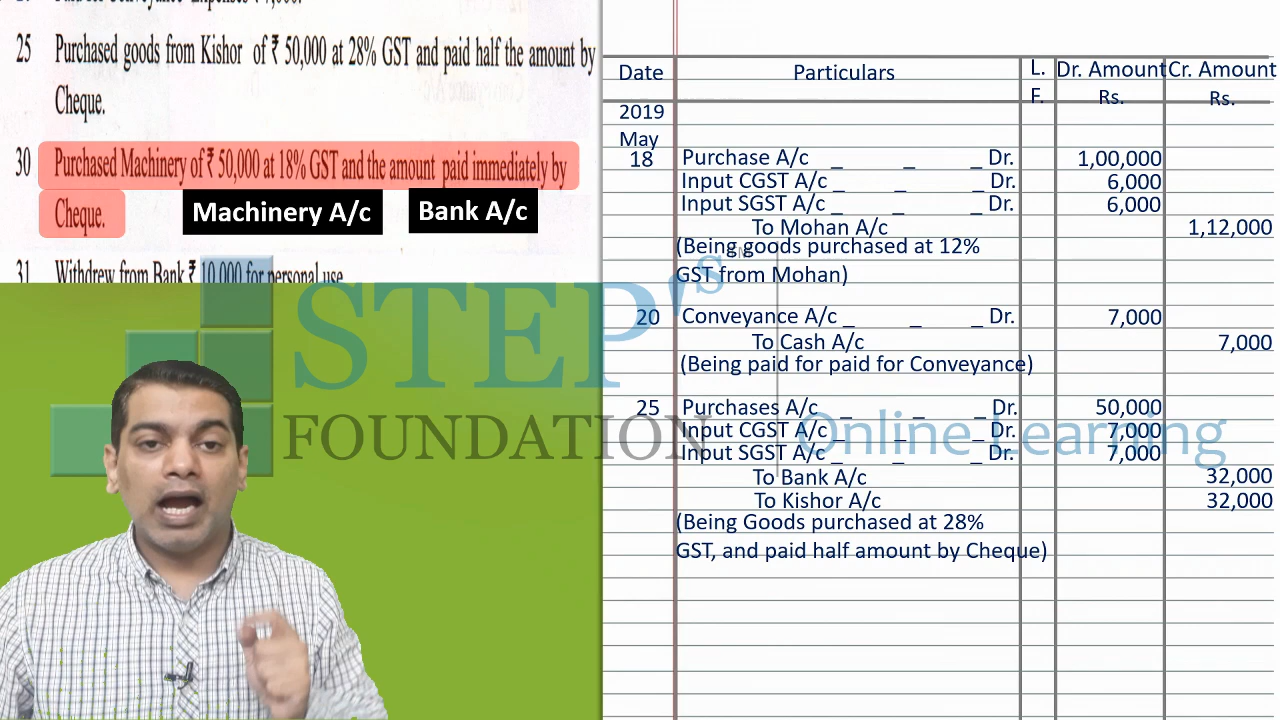 Paid for Conveyance Expenses ₹ 7,000.
25 Purchased goods from Kishor of ₹ 50,000 at 28% GST and paid half the amount by
Cheque.
30 Purchased Machinery of ₹ 50,000 at 18% GST and the amount paid immediately by
Cheque.
Machinery A/c Bank A/c
31 Withdrew from Bank ₹ 10,000 for personal use
STEP's
FOUNDATION
Online Learning
Date Particulars L. F. Dr. Amount Rs. Cr. Amount Rs.
2019
May
18 Purchase A/c _ _ _ Dr. 1,00,000
Input CGST A/c _ _ _ Dr. 6,000
Input SGST A/c _ _ _ Dr. 6,000
To Mohan A/c 1,12,000
(Being goods purchased at 12%
GST from Mohan)
20 Conveyance A/c _ _ _ Dr. 7,000
To Cash A/c 7,000
(Being paid for paid for Conveyance)
25 Purchases A/c _ _ _ Dr. 50,000
Input CGST A/c _ _ _ Dr. 7,000
Input SGST A/c _ _ _ Dr. 7,000
To Bank A/c 32,000
To Kishor A/c 32,000
(Being Goods purchased at 28%
GST, and paid half amount by Cheque)